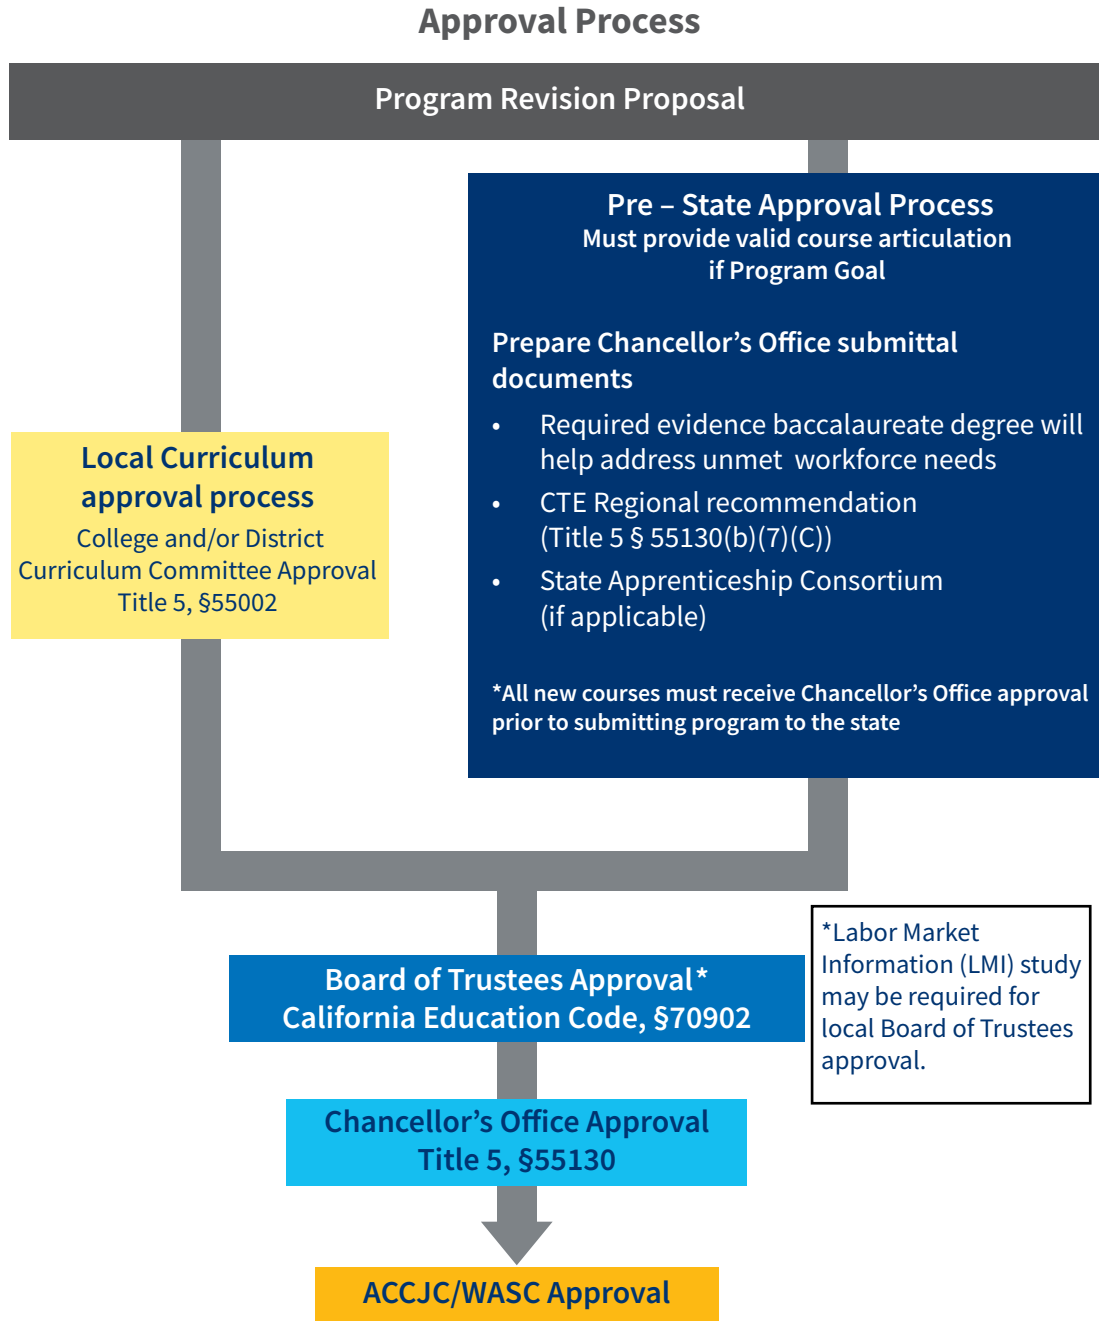 Approval Process
Program Revision Proposal
Pre – State Approval Process
Must provide valid course articulation
if Program Goal
Prepare Chancellor’s Office submittal
documents
• Required evidence baccalaureate degree will
help address unmet workforce needs
• CTE Regional recommendation
(Title 5 § 55130(b)(7)(C))
• State Apprenticeship Consortium
(if applicable)
*All new courses must receive Chancellor’s Office approval
prior to submitting program to the state
Local Curriculum
approval process
College and/or District
Curriculum Committee Approval
Title 5, §55002
Board of Trustees Approval*
California Education Code, §70902
*Labor Market
Information (LMI) study
may be required for
local Board of Trustees
approval.
Chancellor’s Office Approval
Title 5, §55130
ACCJC/WASC Approval